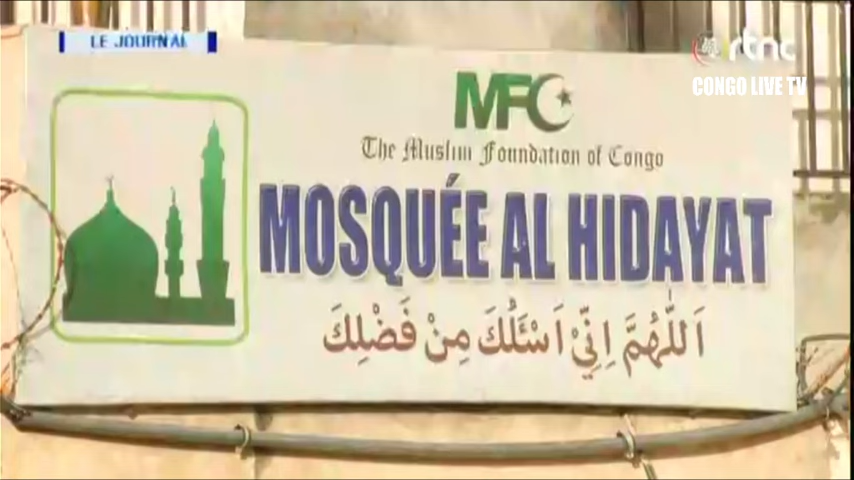 LE JOURNAL
rtnc
CONGO LIVE TV
MFC
The Muslim Foundation of Congo
MOSQUÉE AL HIDAYAT
اَللّٰهُمَّ اِنِّيْ اَسْئَلُكَ مِنْ فَضْلِكَ